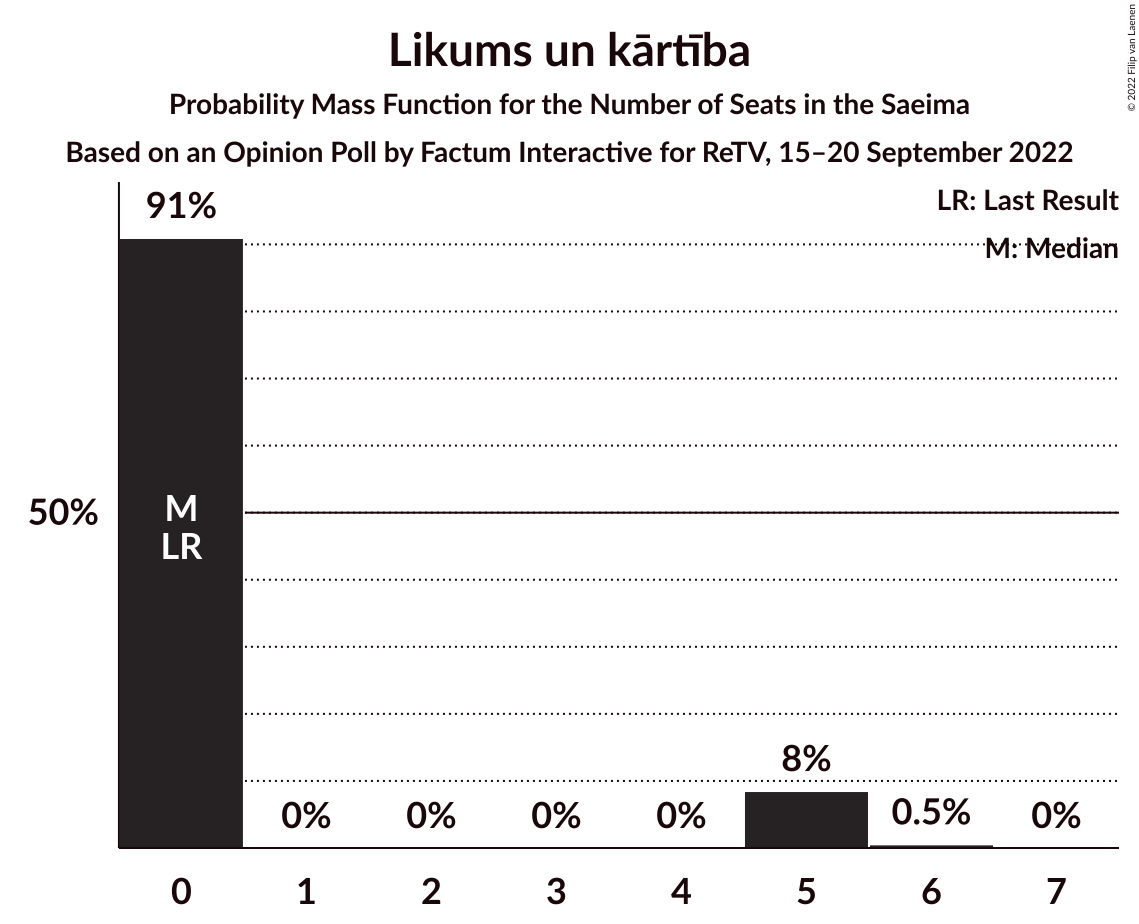 Likums un kārtība
Probability Mass Function for the Number of Seats in the Saeima
Based on an Opinion Poll by Factum Interactive for ReTV, 15–20 September 2022
© 2022 Filip van Laenen
LR: Last Result
M: Median
91%
50%
M
LR
0% 0% 0% 0% 8% 0.5% 0%
0 1 2 3 4 5 6 7